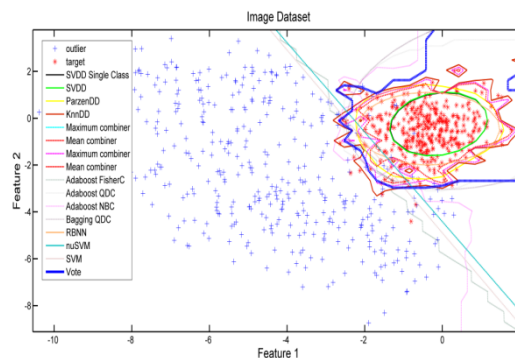 Image Dataset
outlier
target
SVDD Single Class
SVDD
ParzenDD
KnnDD
Maximum combiner
Mean combiner
Maximum combiner
Mean combiner
Adaboost FisherC
Adaboost QDC
Adaboost NBC
Bagging QDC
RBNN
nuSVM
SVM
Vote
Feature 2
2
0
-2
-4
-6
-8
-10
-8
-6
-4
-2
0
Feature 1